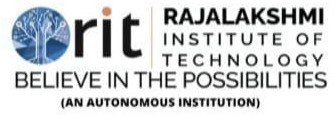 rit
RAJALAKSHMI
INSTITUTE OF
TECHNOLOGY
BELIEVE IN THE POSSIBILITIES
(AN AUTONOMOUS INSTITUTION)